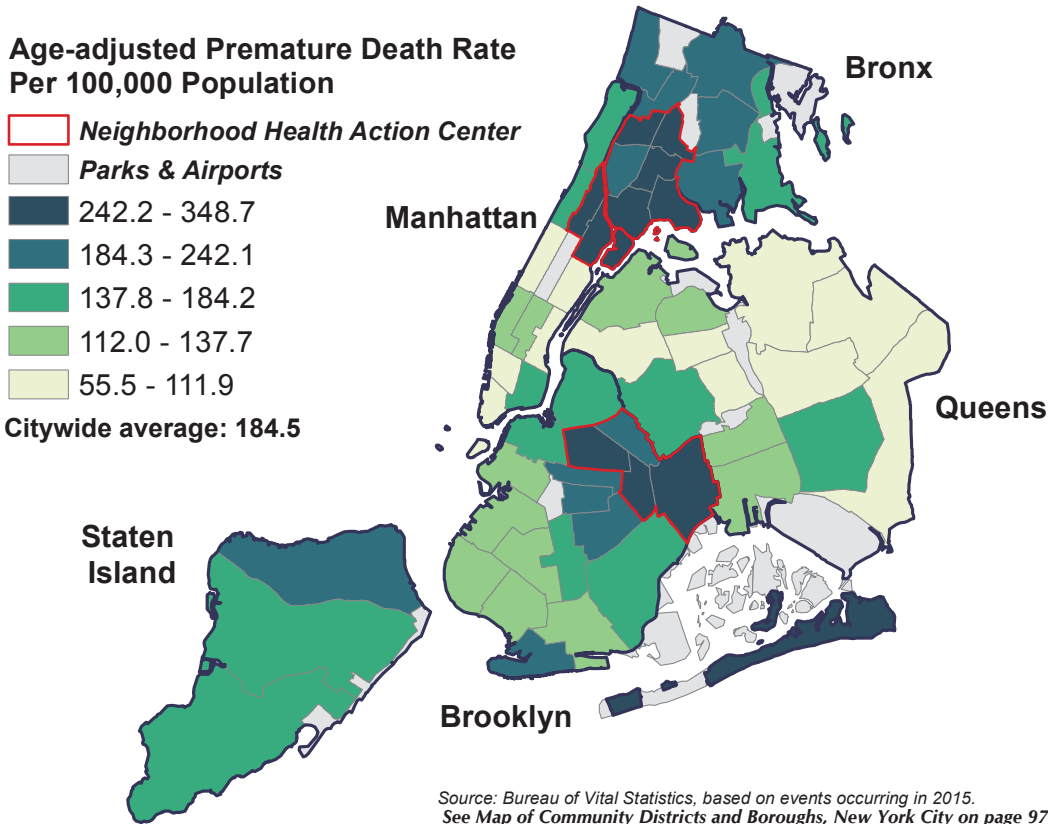 Age-adjusted Premature Death Rate
Per 100,000 Population
Neighborhood Health Action Center
Parks & Airports
242.2 - 348.7
184.3 - 242.1
137.8 - 184.2
112.0 - 137.7
55.5 - 111.9
Citywide average: 184.5
Bronx
Manhattan
Queens
Staten
Island
Brooklyn
Source: Bureau of Vital Statistics, based on events occurring in 2015.
See Map of Community Districts and Boroughs, New York City on page 97